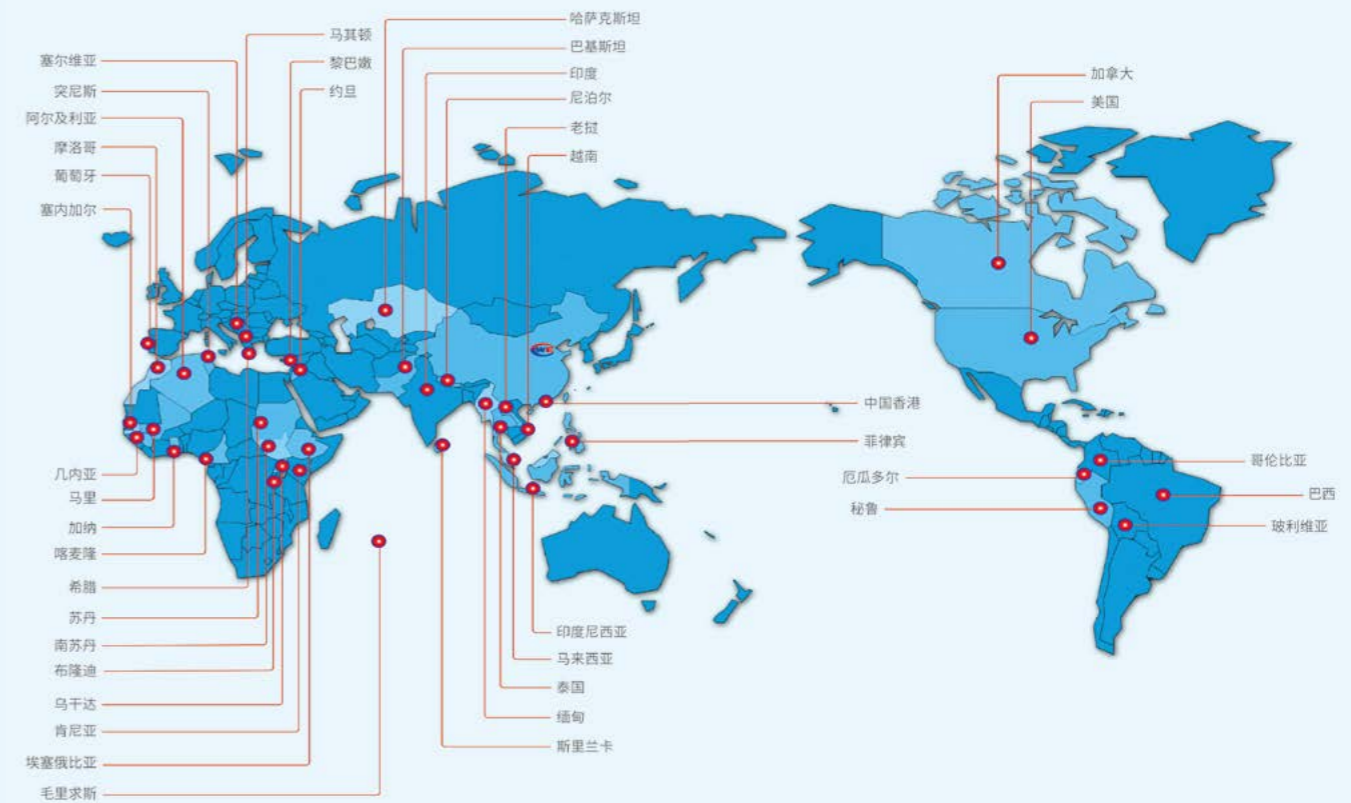 哈萨克斯坦
马其顿
巴基斯坦
塞尔维亚
黎巴嫩
印度
加拿大
突尼斯
约旦
尼泊尔
美国
阿尔及利亚
老挝
摩洛哥
越南
葡萄牙
塞内加尔
中国香港
菲律宾
哥伦比亚
几内亚
厄瓜多尔
巴西
马里
秘鲁
加纳
玻利维亚
喀麦隆
希腊
苏丹
印度尼西亚
南苏丹
马来西亚
布隆迪
泰国
乌干达
缅甸
肯尼亚
斯里兰卡
埃塞俄比亚
毛里求斯